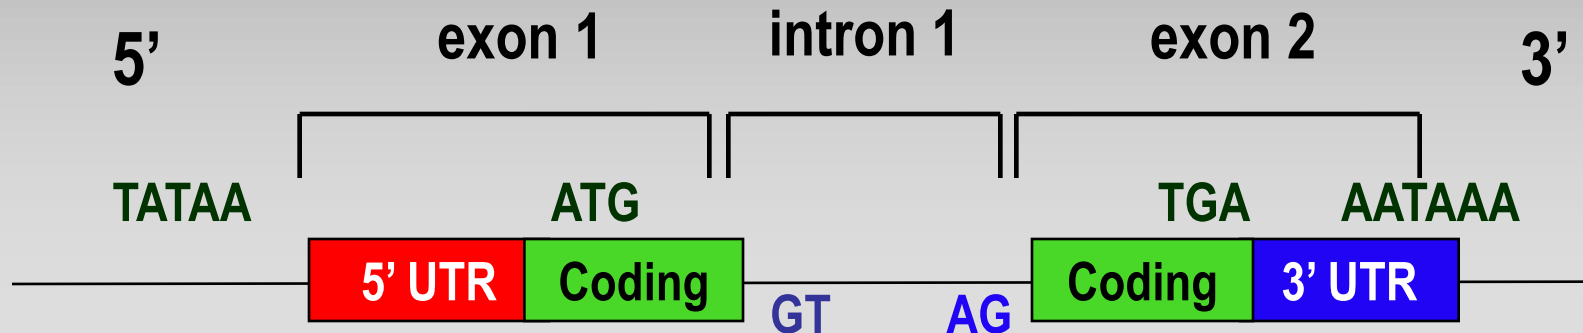 5’ exon 1 intron 1 exon 2 3’
TATAA ATG TGA AATAAA
5’ UTR Coding Coding 3’ UTR
GT AG